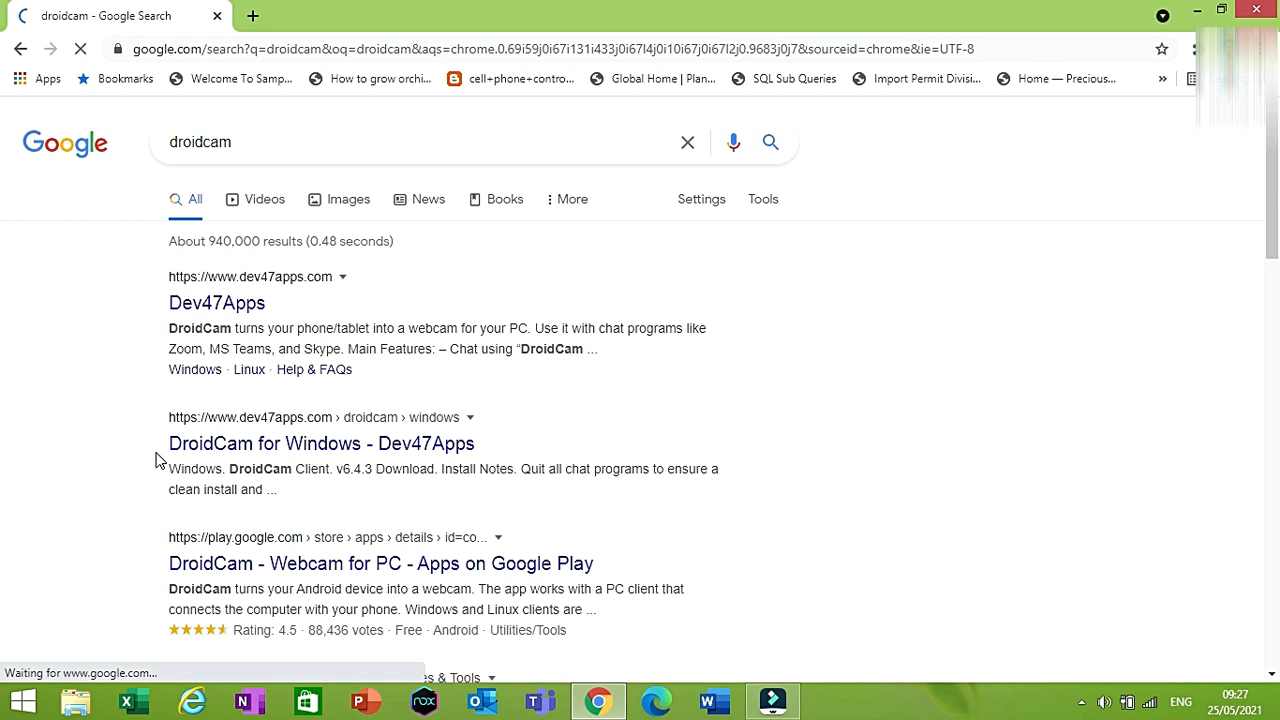 droidcam - Google Search
google.com/search?q=droidcam&oq=droidcam&aqs=chrome.0.69i59j0i67i131i433j0i67l4j0i10i67j0i67l2j0.9683j0j7&sourceid=chrome&ie=UTF-8
Apps Bookmarks Welcome To Samp... How to grow orchi... cell+phone+contro... Global Home | Plan... SQL Sub Queries Import Permit Divisi... Home — Precious... »
Google droidcam
All Videos Images News Books More Settings Tools
About 940,000 results (0.48 seconds)
https://www.dev47apps.com
Dev47Apps
DroidCam turns your phone/tablet into a webcam for your PC. Use it with chat programs like
Zoom, MS Teams, and Skype. Main Features: – Chat using “DroidCam ...
Windows · Linux · Help & FAQs
https://www.dev47apps.com › droidcam › windows
DroidCam for Windows - Dev47Apps
Windows. DroidCam Client. v6.4.3 Download. Install Notes. Quit all chat programs to ensure a
clean install and ...
https://play.google.com › store › apps › details › id=co...
DroidCam - Webcam for PC - Apps on Google Play
DroidCam turns your Android device into a webcam. The app works with a PC client that
connects the computer with your phone. Windows and Linux clients are ...
Rating: 4.5 · 88,436 votes · Free · Android · Utilities/Tools
Waiting for www.google.com... es & Tools
nox ENG 09:27
25/05/2021